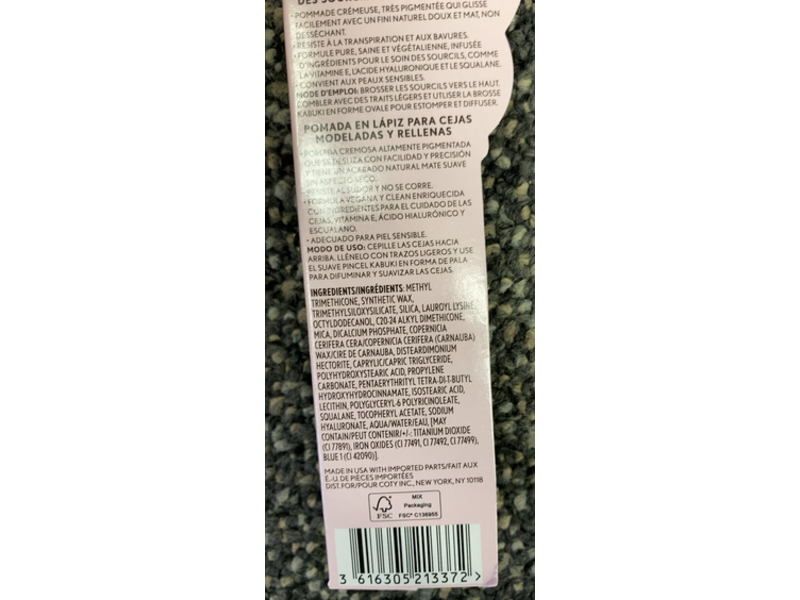 DES SOURC
• POMMADE CRÉMEUSE, TRÈS PIGMENTÉE QUI GLISSE
FACILEMENT AVEC UN FINI NATUREL DOUX ET MAT, NON
DESSÉCHANT.
• RÉSISTE À LA TRANSPIRATION ET AUX BAVURES.
• FORMULE PURE, SAINE ET VÉGÉTALIENNE, INFUSÉE
D'INGRÉDIENTS POUR LE SOIN DES SOURCILS, COMME
LA VITAMINE E, L'ACIDE HYALURONIQUE ET LE SQUALANE.
• CONVIENT AUX PEAUX SENSIBLES.
MODE D'EMPLOI: BROSSER LES SOURCILS VERS LE HAUT.
COMBLER AVEC DES TRAITS LÉGERS ET UTLISER LA BROSSE
KABUKI EN FORME OVALE POUR ESTOMPER ET DIFFUSER.
POMADA EN LÁPIZ PARA CEJAS
MODELADAS Y RELLENAS
• POMADA CREMOSA ALTAMENTE PIGMENTADA
QUE SE DESLIZA CON FACILIDAD Y PRECISIÓN
Y TIENE UN ACABADO NATURAL MATE SUAVE
SIN ASPECTO SECO.
• RESISTE AL SUDOR Y NO SE CORRE.
• FÓRMULA VEGANA Y CLEAN ENRIQUECIDA
CON INGREDIENTES PARA EL CUIDADO DE LAS
CEJAS, VITAMINA E, ÁCIDO HIALURÓNICO Y
ESCUALANO.
• ADECUADO PARA PIEL SENSIBLE.
MODO DE USO: CEPILLE LAS CEJAS HACIA
ARRIBA. LLÉNELO CON TRAZOS LIGEROS Y USE
EL SUAVE PINCEL KABUKI EN FORMA DE PALA
PARA DIFUMINAR Y SUAVIZAR LAS CEJAS.
INGREDIENTS/INGRÉDIENTS: METHYL
TRIMETHICONE, SYNTHETIC WAX,
TRIMETHYLSILOXYSILICATE, SILICA, LAUROYL LYSINE,
OCTYLDODECANOL, C20-24 ALKYL DIMETHICONE,
MICA, DICALCIUM PHOSPHATE, COPERNICIA
CERIFERA CERA/COPERNICIA CERIFERA (CARNAUBA)
WAX/CIRE DE CARNAUBA, DISTEARDIMONIUM
HECTORITE, CAPRYLIC/CAPRIC TRIGLYCERIDE,
POLYHYDROXYSTEARIC ACID, PROPYLENE
CARBONATE, PENTAERYTHRITYL TETRA-DI-T-BUTYL
HYDROXYHYDROCINNAMATE, ISOSTEARIC ACID,
LECITHIN, POLYGLYCERYL-6 POLYRICINOLEATE,
SQUALANE, TOCOPHERYL ACETATE, SODIUM
HYALURONATE, AQUA/WATER/EAU, [MAY
CONTAIN/PEUT CONTENIR/+/-: TITANIUM DIOXIDE
(CI 77891), IRON OXIDES (CI 77491, CI 77492, CI 77499),
BLUE 1 (CI 42090)].
MADE IN USA WITH IMPORTED PARTS/FAIT AUX
É.-U. DE PIÈCES IMPORTÉES
DIST. FOR/POUR COTY INC., NEW YORK, NY 10118
FSC
MIX
Packaging
FSC® C136955
3 616305 213372 >